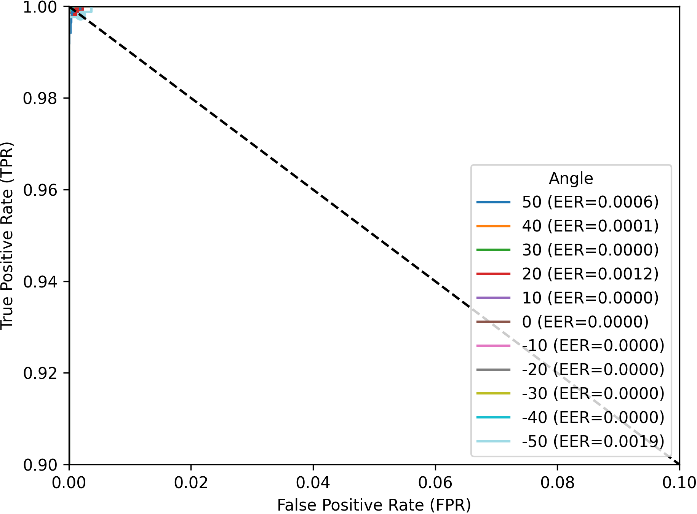 1.00
0.98
0.96
0.94
0.92
0.90
True Positive Rate (TPR)
Angle
50 (EER=0.0006)
40 (EER=0.0001)
30 (EER=0.0000)
20 (EER=0.0012)
10 (EER=0.0000)
0 (EER=0.0000)
-10 (EER=0.0000)
-20 (EER=0.0000)
-30 (EER=0.0000)
-40 (EER=0.0000)
-50 (EER=0.0019)
0.00 0.02 0.04 0.06 0.08 0.10
False Positive Rate (FPR)